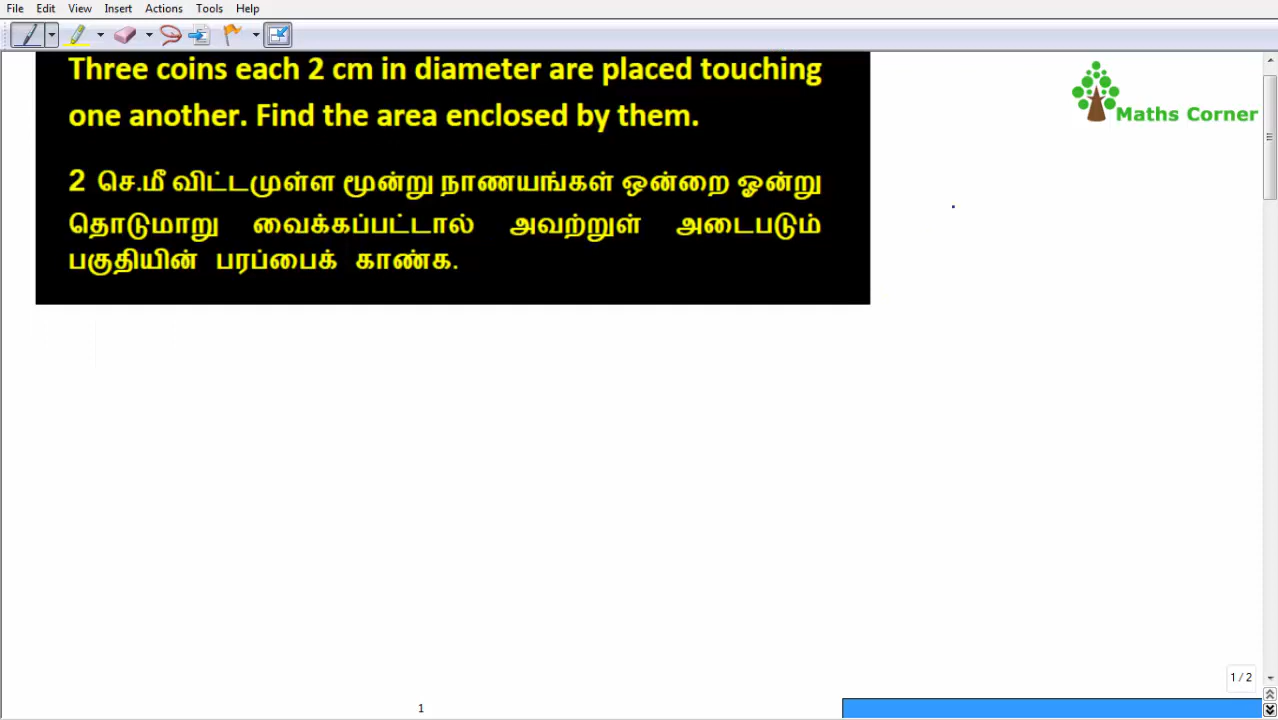 File Edit View Insert Actions Tools Help
Three coins each 2 cm in diameter are placed touching
one another. Find the area enclosed by them.
Maths Corner
2 செ.மீ விட்டமுள்ள மூன்று நாணயங்கள் ஒன்றை ஓன்று
தொடுமாறு வைக்கப்பட்டால் அவற்றுள் அடைபடும்
பகுதியின் பரப்பைக் காண்க.
1 / 2
1